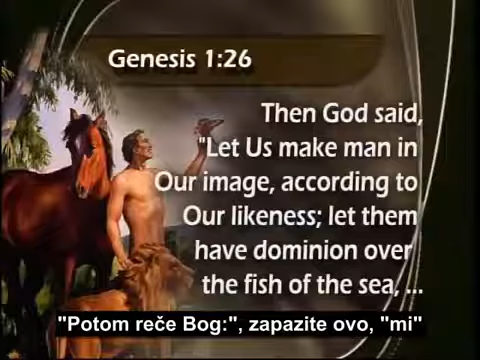 Genesis 1:26
Then God said,
"Let Us make man in
Our image, according to
Our likeness; let them
have dominion over
the fish of the sea, ...
"Potom reče Bog:", zapazite ovo, "mi"